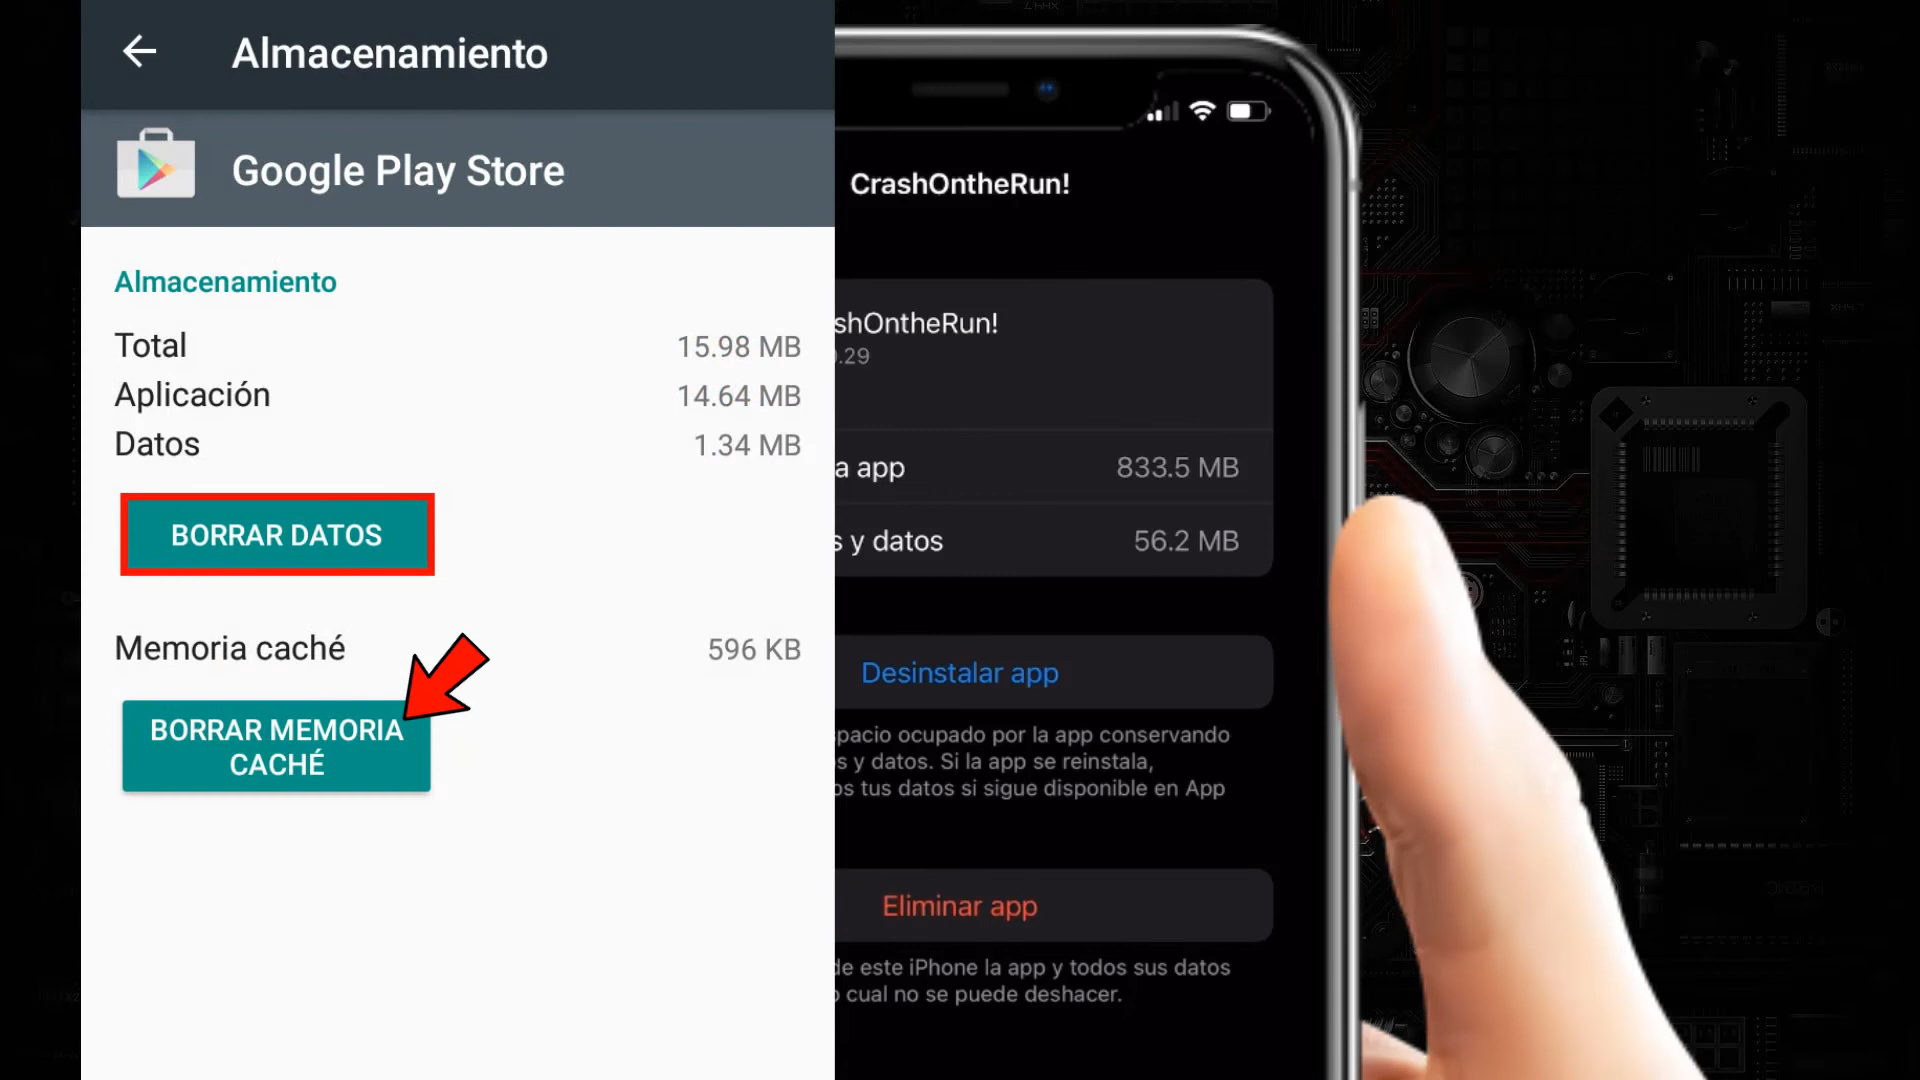 Almacenamiento
Google Play Store
Almacenamiento
Total 15.98 MB
Aplicación 14.64 MB
Datos 1.34 MB
BORRAR DATOS
Memoria caché 596 KB
BORRAR MEMORIA
CACHÉ
CrashOntheRun!
shOntheRun!
.29
a app 833.5 MB
s y datos 56.2 MB
Desinstalar app
pacio ocupado por la app conservando
s y datos. Si la app se reinstala,
os tus datos si sigue disponible en App
Eliminar app
de este iPhone la app y todos sus datos
o cual no se puede deshacer.